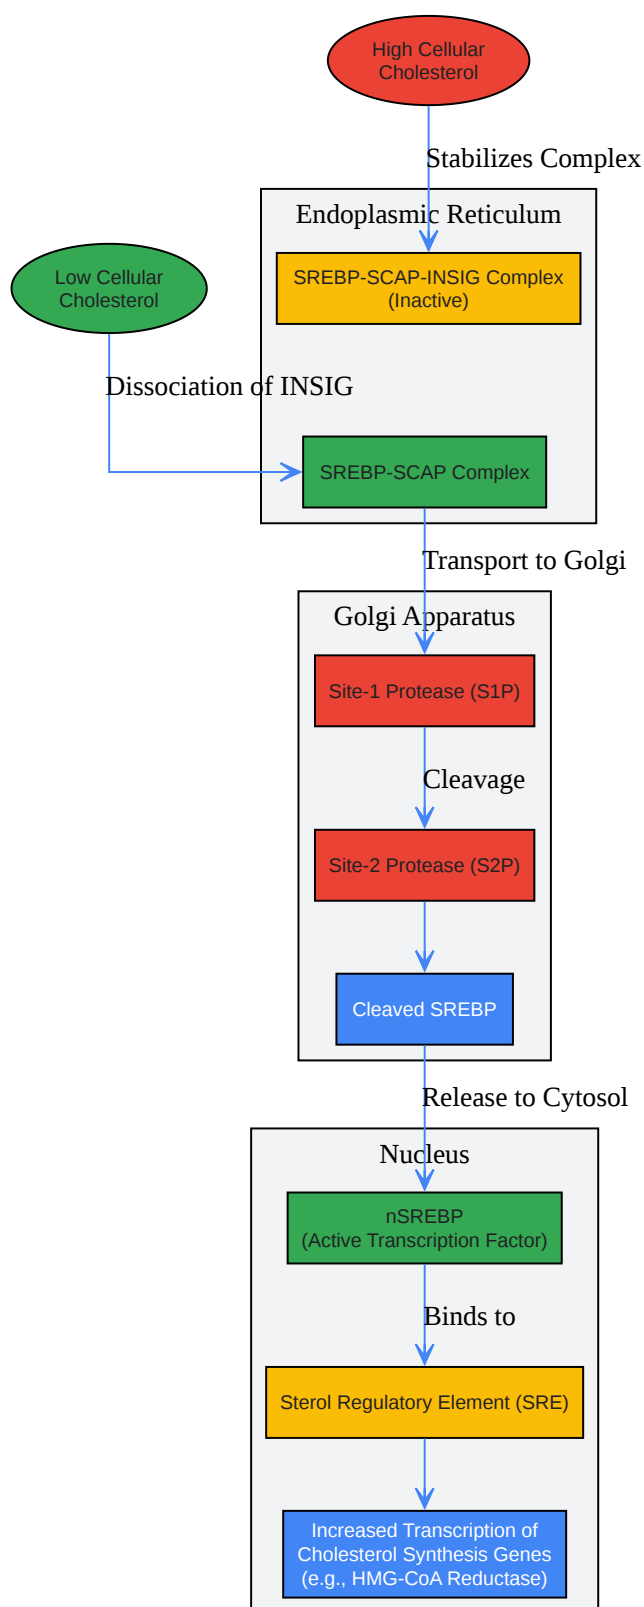 High Cellular
Cholesterol
Stabilizes Complex
Endoplasmic Reticulum
SREBP-SCAP-INSIG Complex
(Inactive)
Low Cellular
Cholesterol
Dissociation of INSIG
SREBP-SCAP Complex
Transport to Golgi
Golgi Apparatus
Site-1 Protease (S1P)
Cleavage
Site-2 Protease (S2P)
Cleaved SREBP
Release to Cytosol
Nucleus
nSREBP
(Active Transcription Factor)
Binds to
Sterol Regulatory Element (SRE)
Increased Transcription of
Cholesterol Synthesis Genes
(e.g., HMG-CoA Reductase)